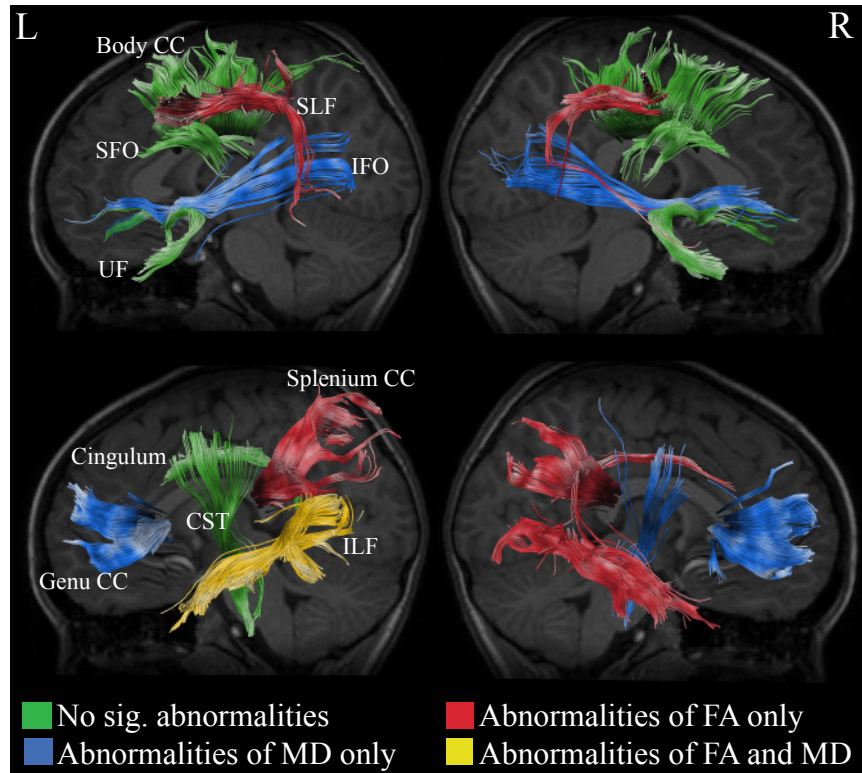 L
R
Body CC
SLF
SFO
IFO
UF
Splenium CC
Cingulum
CST
ILF
Genu CC
No sig. abnormalities
Abnormalities of FA only
Abnormalities of MD only
Abnormalities of FA and MD